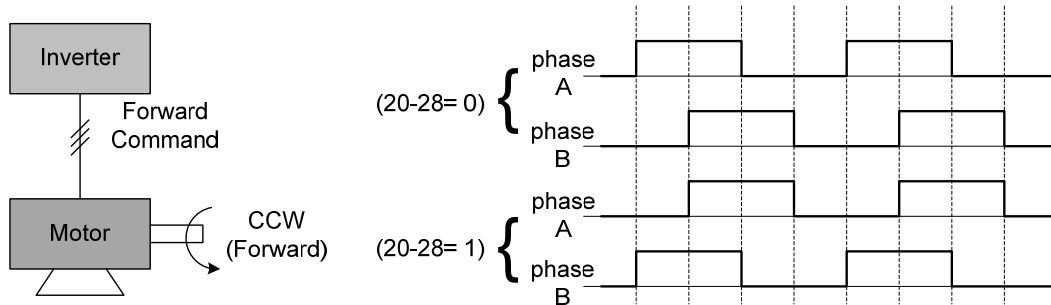 Inverter
Forward
Command
Motor
CCW
(Forward)
(20-28= 0)
phase
A
phase
B
(20-28= 1)
phase
A
phase
B